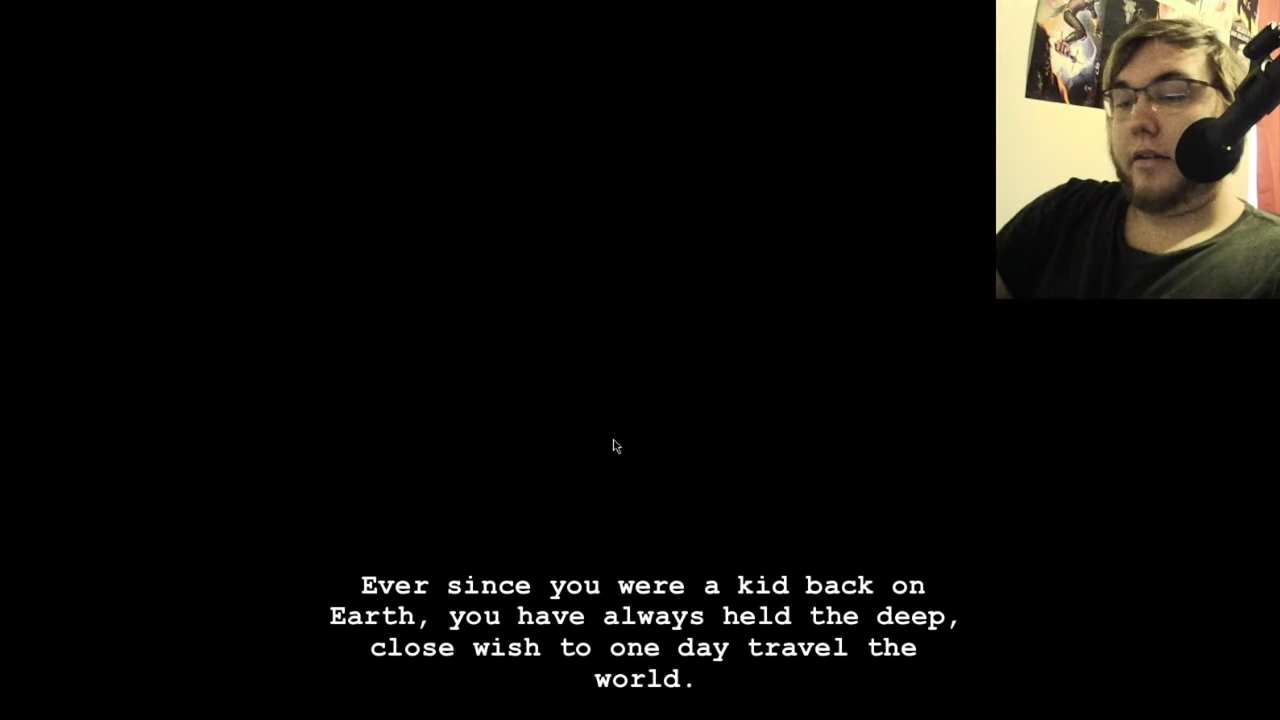 Ever since you were a kid back on
Earth, you have always held the deep,
close wish to one day travel the
world.